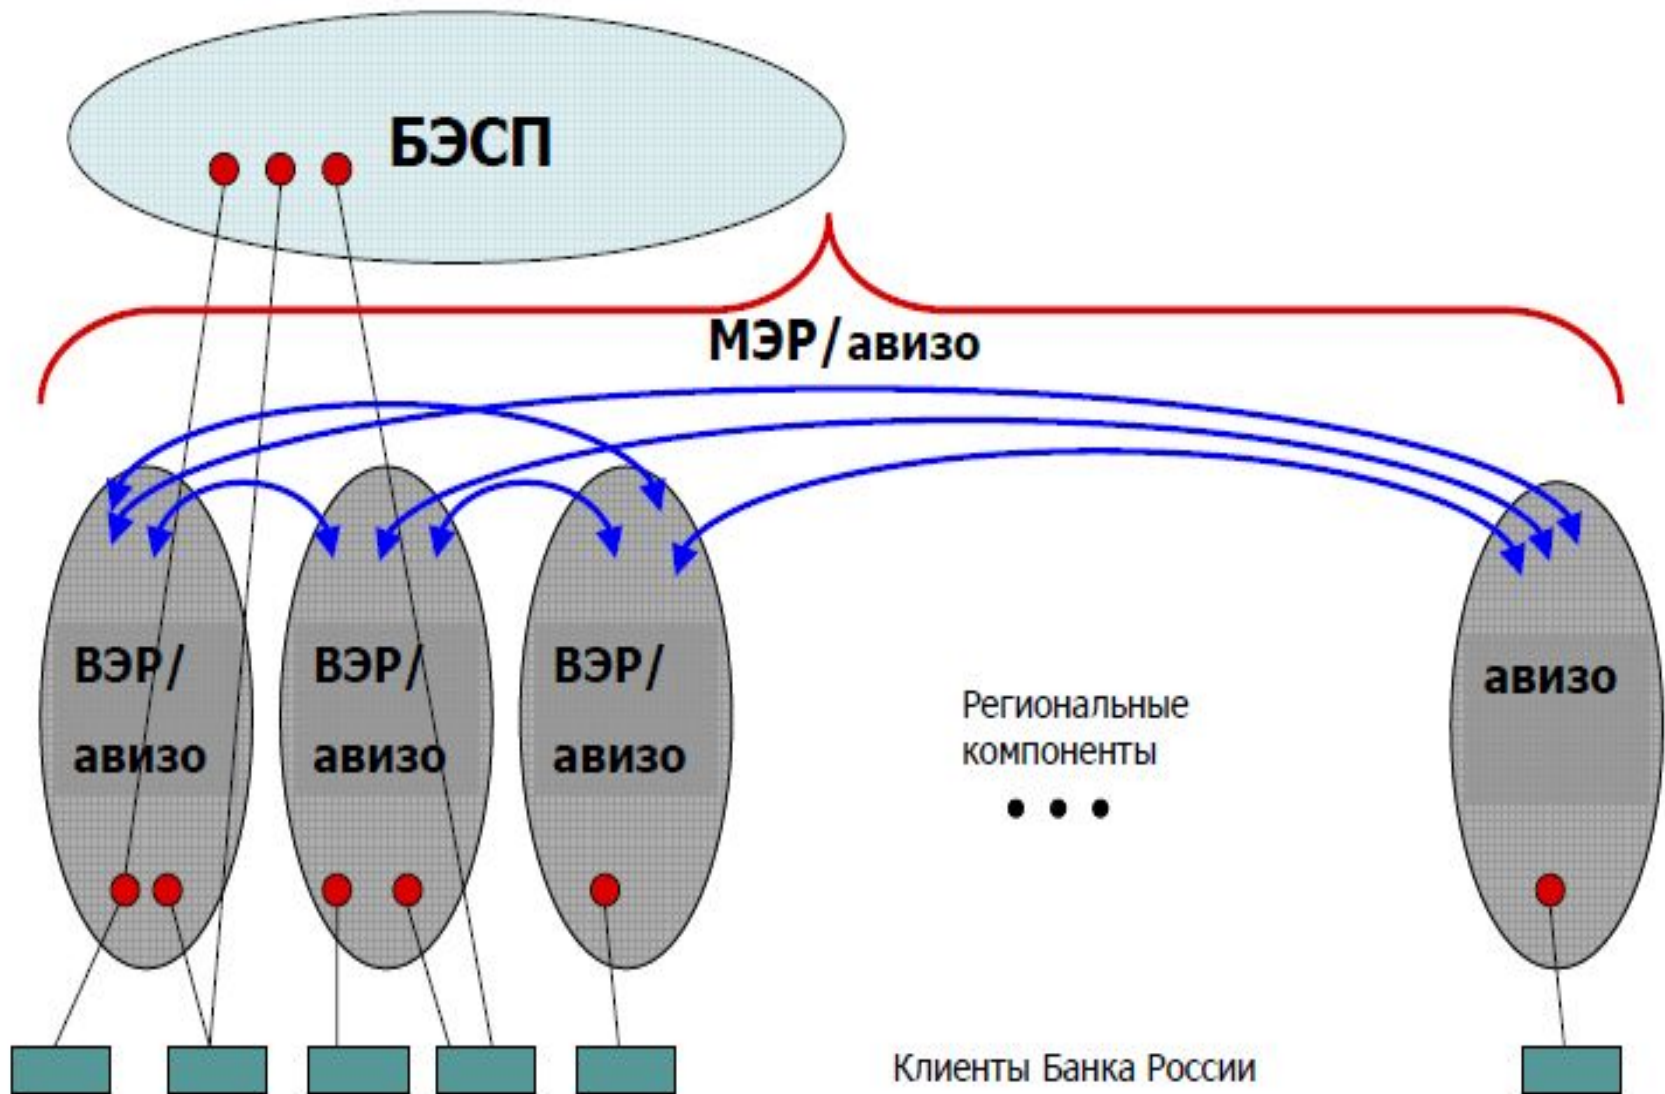 БЭСП
МЭР/авизо
ВЭР/
авизо
ВЭР/
авизо
ВЭР/
авизо
Региональные
компоненты
авизо
Клиенты Банка России